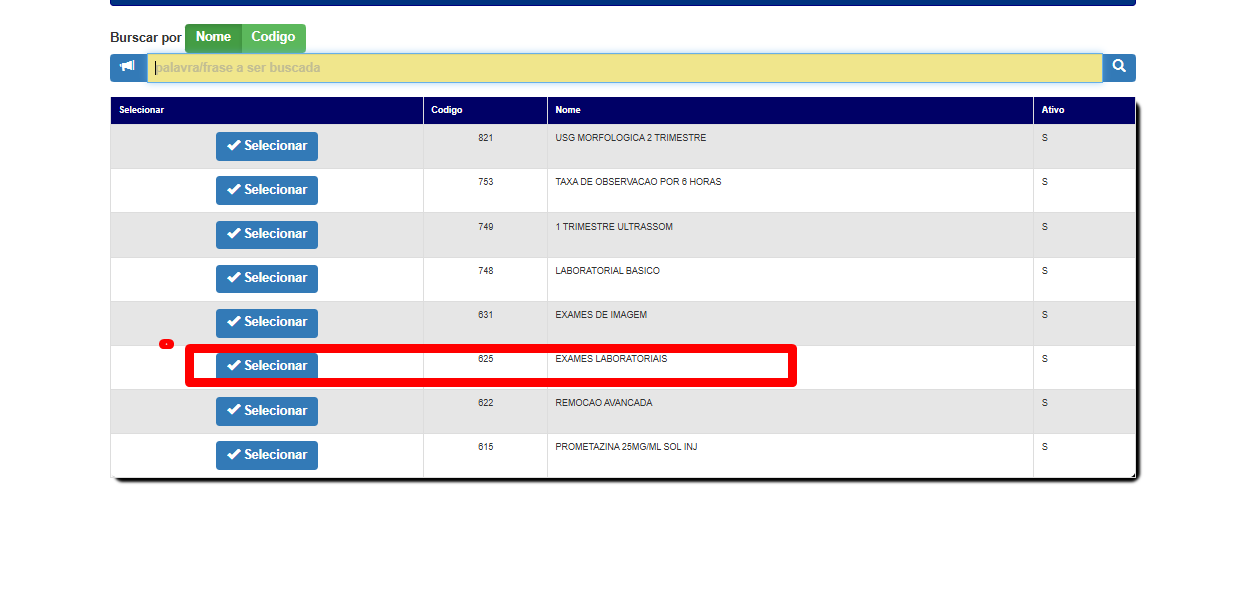 Burscar por Nome Codigo
palavra/frase a ser buscada
Selecionar Codigo Nome Ativo
Selecionar 821 USG MORFOLOGICA 2 TRIMESTRE S
Selecionar 753 TAXA DE OBSERVACAO POR 6 HORAS S
Selecionar 749 1 TRIMESTRE ULTRASSOM S
Selecionar 748 LABORATORIAL BASICO S
Selecionar 631 EXAMES DE IMAGEM S
Selecionar 625 EXAMES LABORATORIAIS S
Selecionar 622 REMOCAO AVANCADA S
Selecionar 615 PROMETAZINA 25MG/ML SOL INJ S